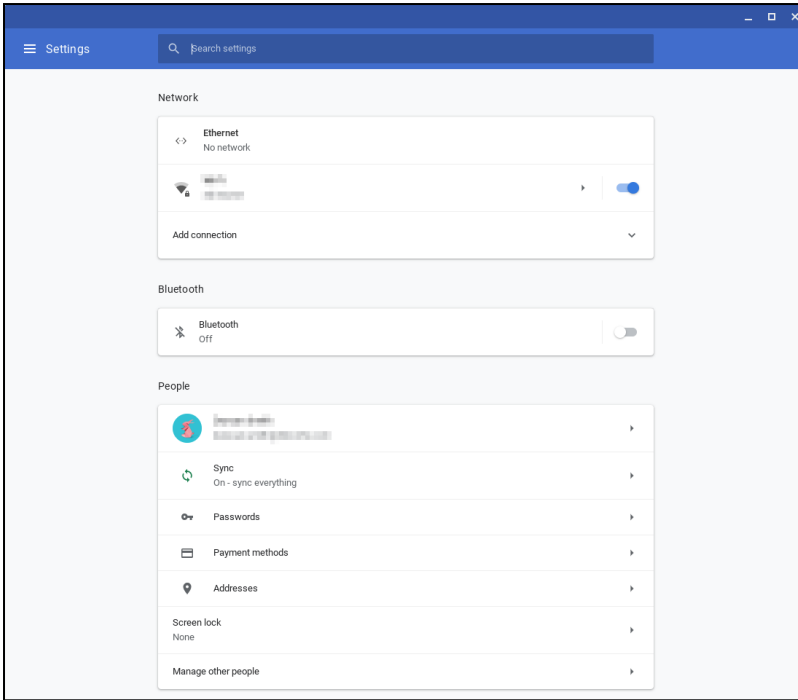 Settings
Search settings
Network
Ethernet
No network
Add connection
Bluetooth
Bluetooth
Off
People
Sync
On - sync everything
Passwords
Payment methods
Addresses
Screen lock
None
Manage other people